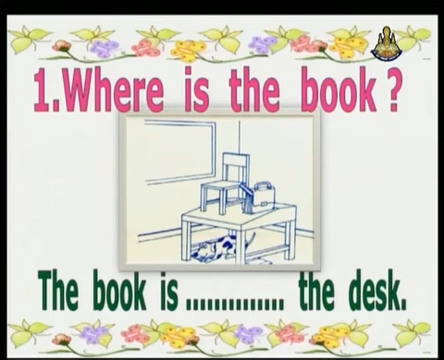 1.Where is the book ?
The book is .............. the desk.